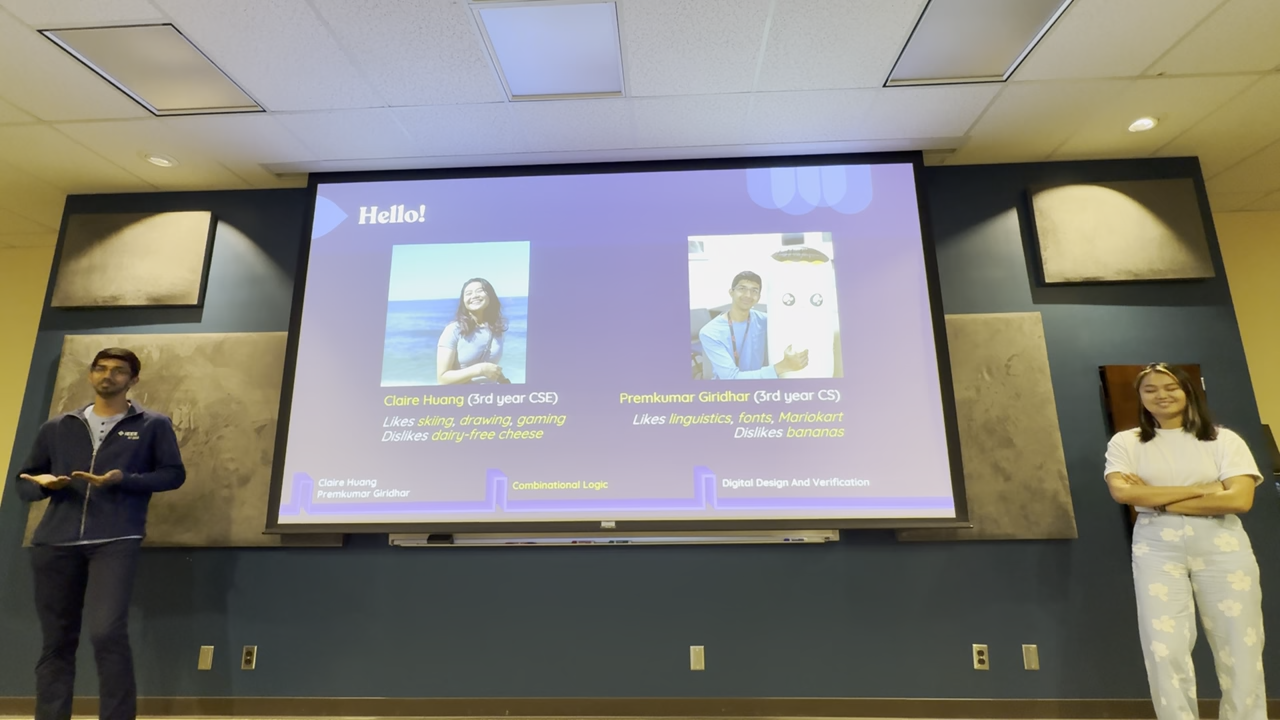 Hello!
Claire Huang (3rd year CSE)
Likes skiing, drawing, gaming
Dislikes dairy-free cheese
Premkumar Giridhar (3rd year CS)
Likes linguistics, fonts, Mariokart
Dislikes bananas
Claire Huang
Premkumar Giridhar
Combinational Logic
Digital Design And Verification